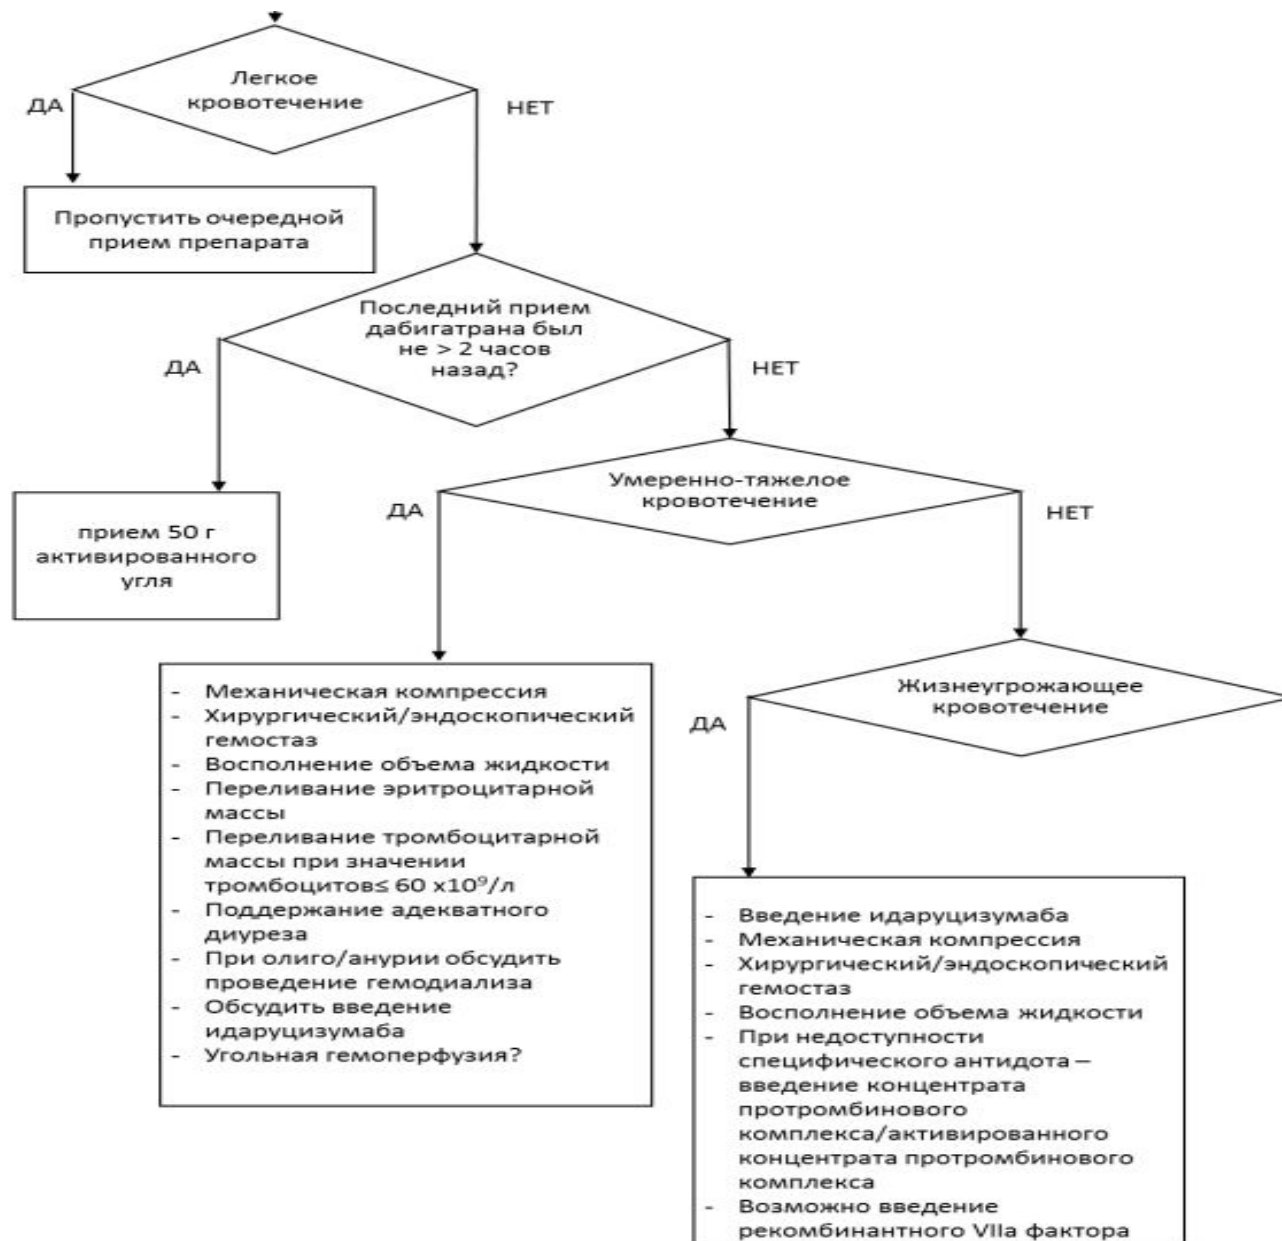 Легкое
кровотечение
ДА
НЕТ
Пропустить очередной
прием препарата
Последний прием
дабигатрана был
не > 2 часов
назад?
ДА
НЕТ
Умеренно-тяжелое
кровотечение
ДА
НЕТ
прием 50 г
активированного
угля
Жизнеугрожающее
кровотечение
ДА
- Механическая компрессия
- Хирургический/эндоскопический
гемостаз
- Восполнение объема жидкости
- Переливание эритроцитарной
массы
- Переливание тромбоцитарной
массы при значении
тромбоцитов≤ 60 х10⁹/л
- Поддержание адекватного
диуреза
- При олиго/анурии обсудить
проведение гемодиализа
- Обсудить введение
идаруцизумаба
- Угольная гемоперфузия?
- Введение идаруцизумаба
- Механическая компрессия
- Хирургический/эндоскопический
гемостаз
- Восполнение объема жидкости
- При недоступности
специфического антидота –
введение концентрата
протромбинового
комплекса/активированного
концентрата протромбинового
комплекса
- Возможно введение
рекомбинантного VIIa фактора